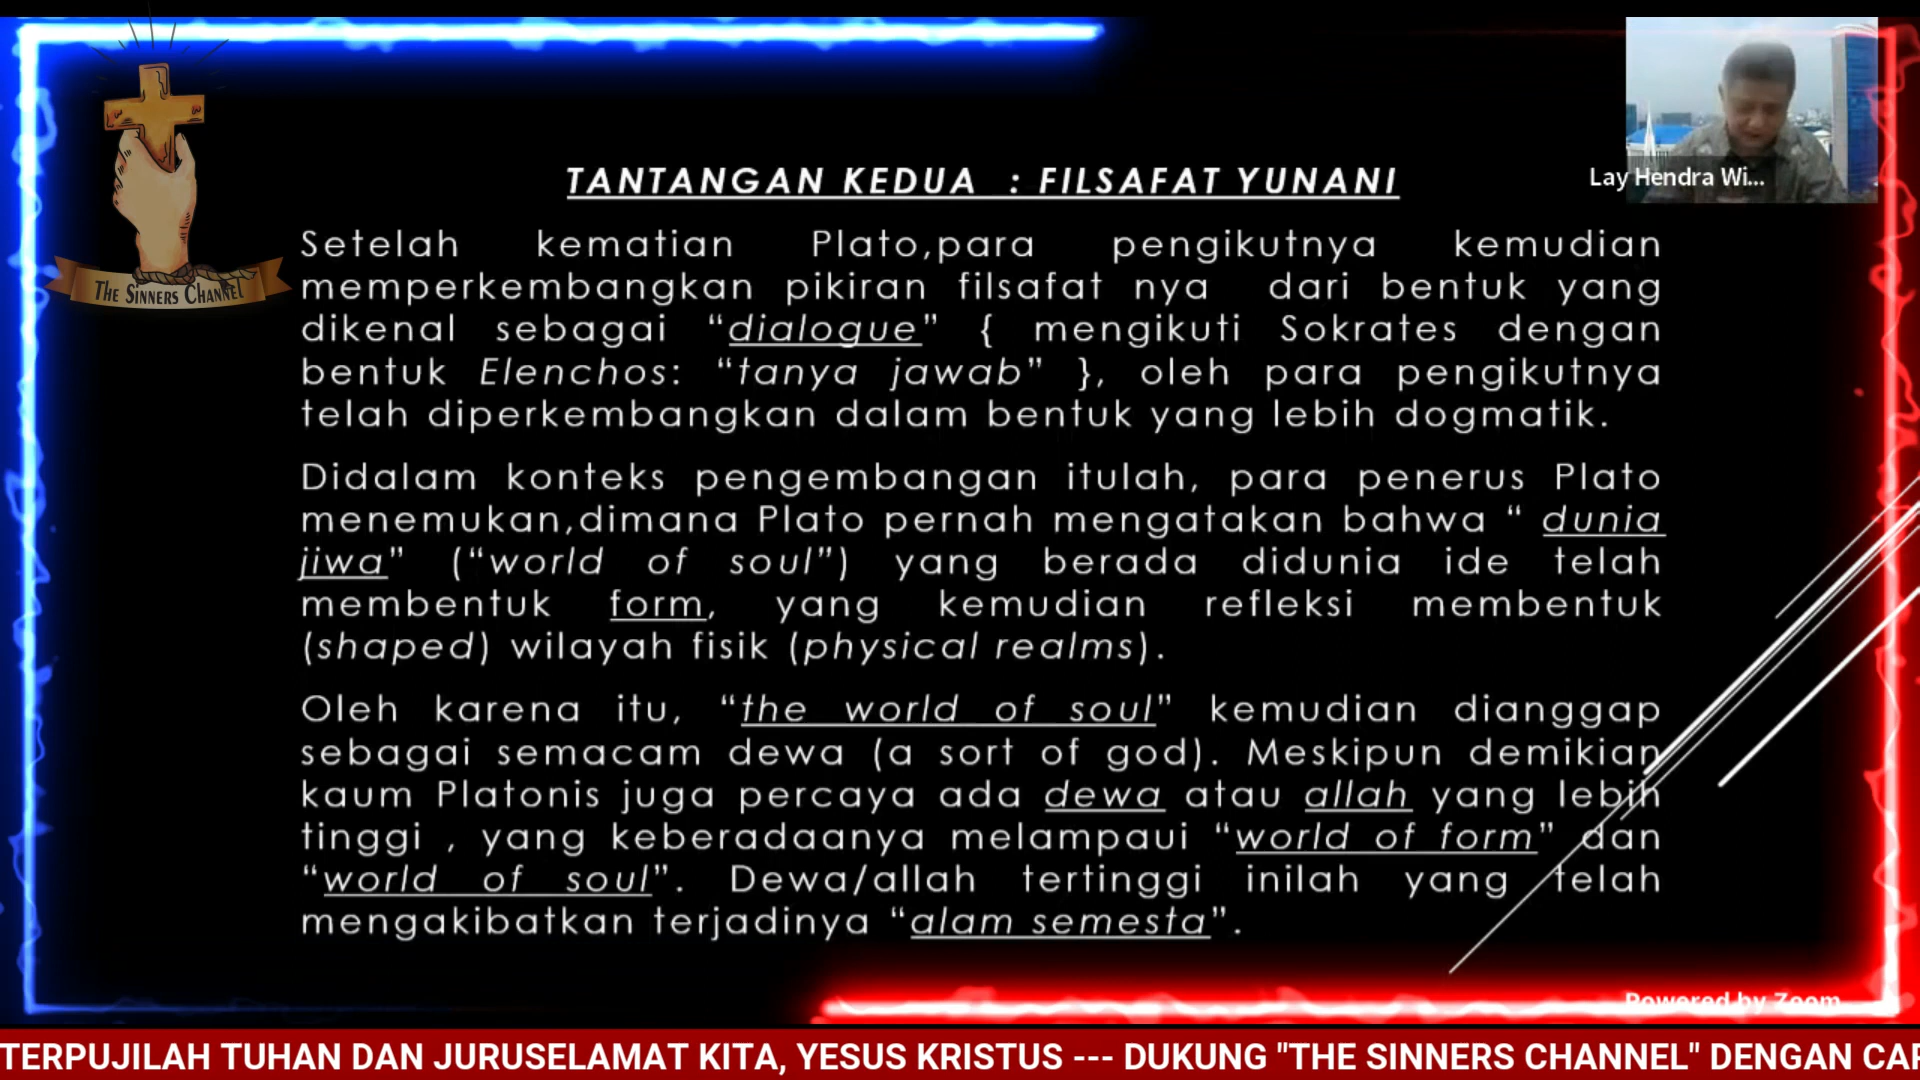 THE SINNERS CHANNEL
Lay Hendra Wi...
TANTANGAN KEDUA : FILSAFAT YUNANI
Setelah kematian Plato,para pengikutnya kemudian
memperkembangkan pikiran filsafat nya dari bentuk yang
dikenal sebagai “dialogue” { mengikuti Sokrates dengan
bentuk Elenchos: “tanya jawab” }, oleh para pengikutnya
telah diperkembangkan dalam bentuk yang lebih dogmatik.
Didalam konteks pengembangan itulah, para penerus Plato
menemukan,dimana Plato pernah mengatakan bahwa “ dunia
jiwa” (“world of soul”) yang berada didunia ide telah
membentuk form, yang kemudian refleksi membentuk
(shaped) wilayah fisik (physical realms).
Oleh karena itu, “the world of soul” kemudian dianggap
sebagai semacam dewa (a sort of god). Meskipun demikian
kaum Platonis juga percaya ada dewa atau allah yang lebih
tinggi , yang keberadaanya melampaui “world of form” dan
“world of soul”. Dewa/allah tertinggi inilah yang telah
mengakibatkan terjadinya “alam semesta”.
Powered by Zoom
TERPUJILAH TUHAN DAN JURUSELAMAT KITA, YESUS KRISTUS --- DUKUNG "THE SINNERS CHANNEL" DENGAN CAR